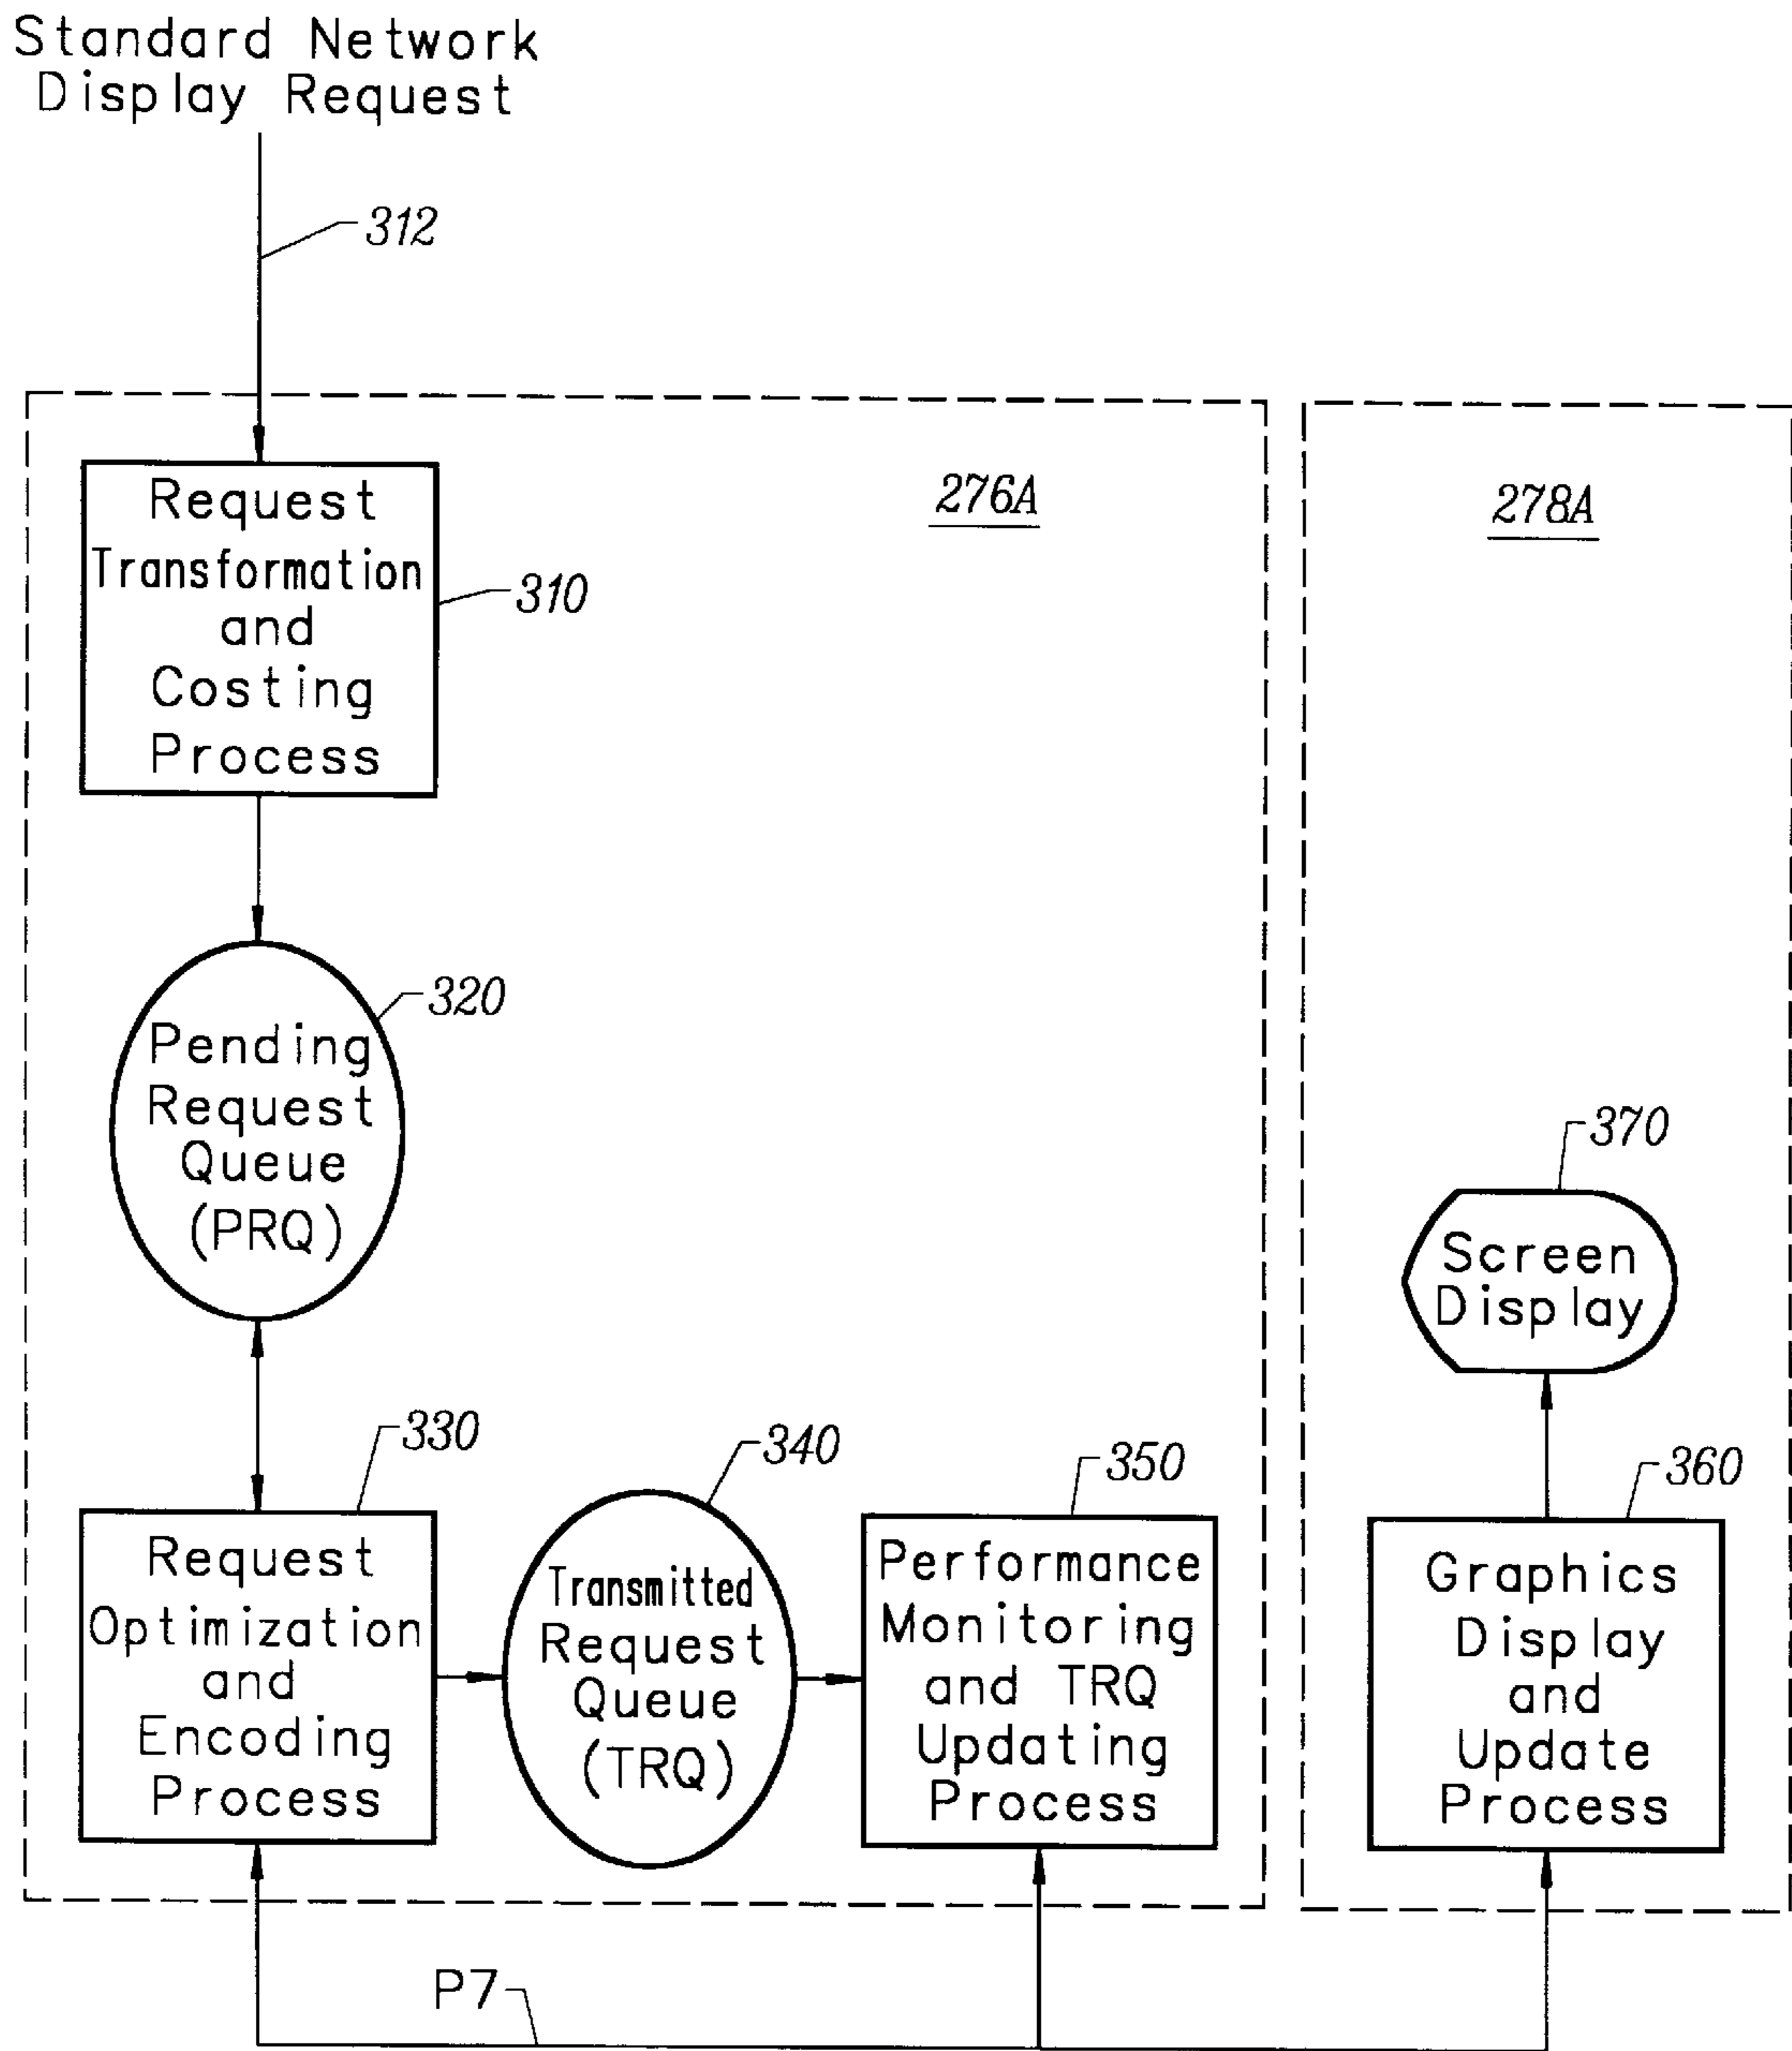 Standard Network
Display Request
312
276A
278A
Request
Transformation
and
Costing
Process
310
320
Pending
Request
Queue
(PRQ)
370
Screen
Display
330
340
350
360
Request
Optimization
and
Encoding
Process
Transmitted
Request
Queue
(TRQ)
Performance
Monitoring
and TRQ
Updating
Process
Graphics
Display
and
Update
Process
P7